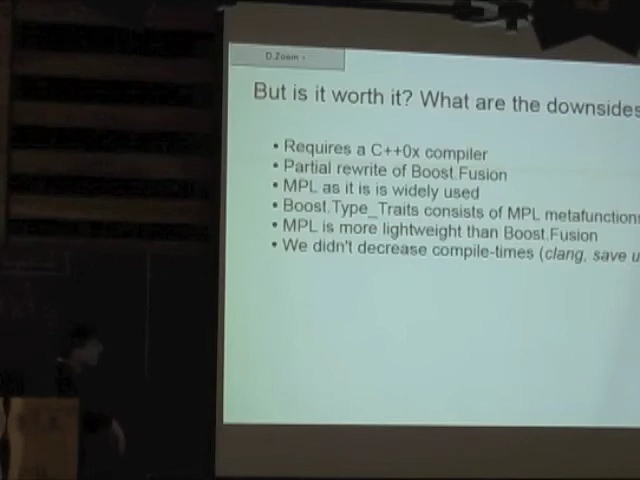 D.Zoom
But is it worth it? What are the downsides
• Requires a C++0x compiler
• Partial rewrite of Boost.Fusion
• MPL as it is is widely used
• Boost.Type_Traits consists of MPL metafunctions
• MPL is more lightweight than Boost.Fusion
• We didn't decrease compile-times (clang, save u